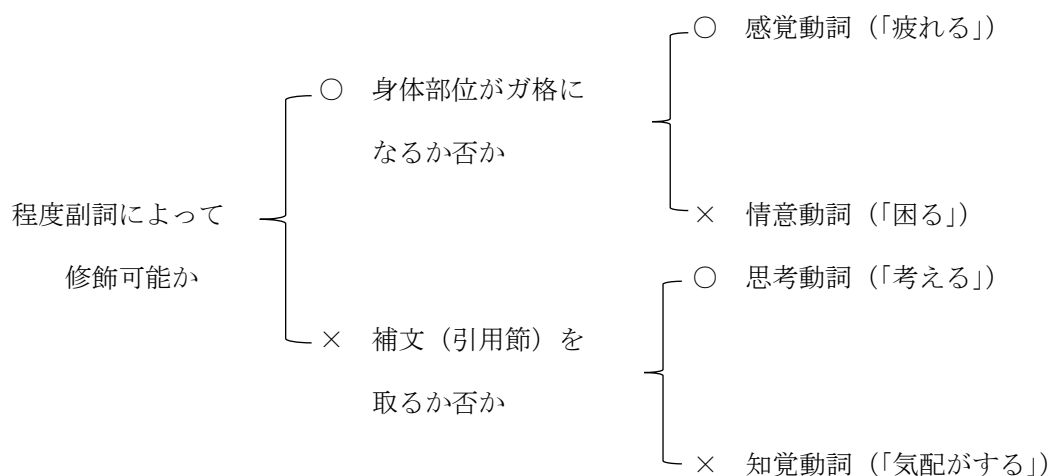 ○ 感覚動詞（「疲れる」）
○ 身体部位がガ格に
なるか否か
× 情意動詞（「困る」）
程度副詞によって
修飾可能か
○ 思考動詞（「考える」）
× 補文（引用節）を
取るか否か
× 知覚動詞（「気配がする」）